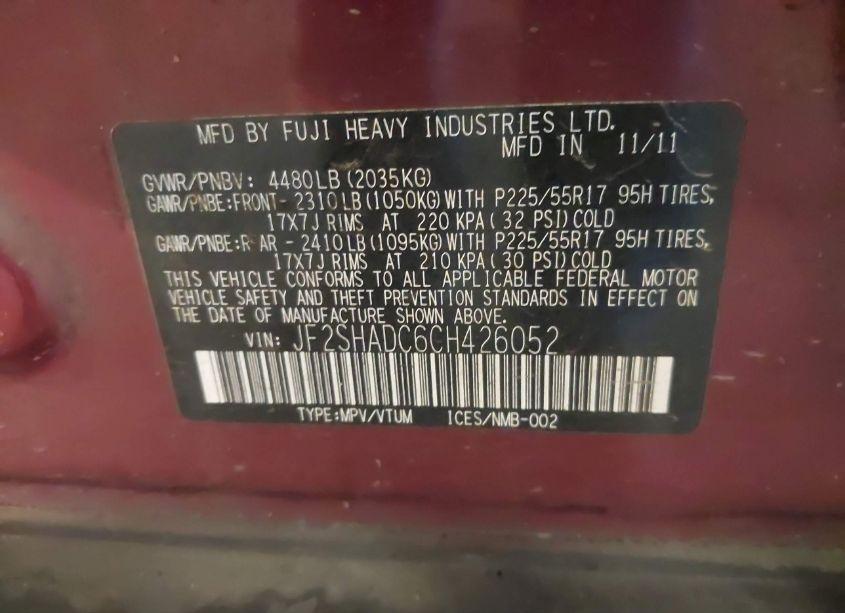 MFD BY FUJI HEAVY INDUSTRIES LTD.
MFD IN 11/11
GVWR/PNBV: 4480LB(2035KG)
GAWR/PNBE:FRONT- 2310LB(1050KG)WITH P225/55R17 95H TIRES,
17X7J RIMS AT 220 KPA( 32 PSI)COLD
GAWR/PNBE:R AR - 2410LB(1095KG)WITH P225/55R17 95H TIRES,
17X7J RIMS AT 210 KPA( 30 PSI)COLD
THIS VEHICLE CONFORMS TO ALL APPLICABLE FEDERAL MOTOR
VEHICLE SAFETY AND THEFT PREVENTION STANDARDS IN EFFECT ON
THE DATE OF MANUFACTURE SHOWN ABOVE.
VIN: JF2SHADC6CH426052
TYPE:MPV/VTUM ICES/NMB-002